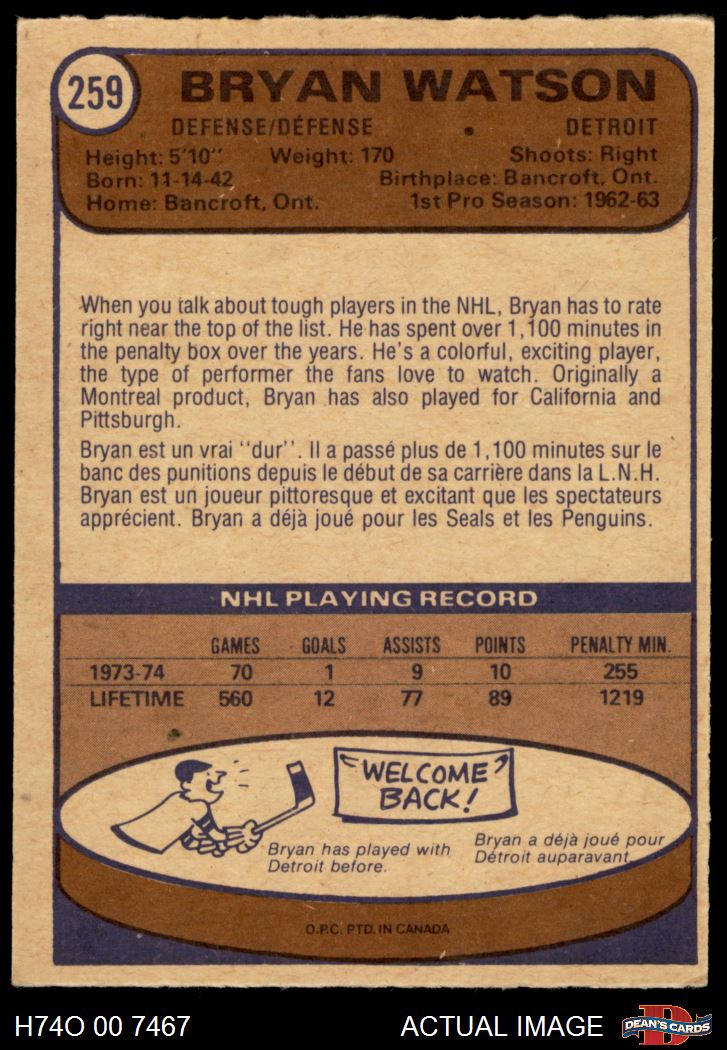 259
BRYAN WATSON
DEFENSE/DÉFENSE • DETROIT
Height: 5'10'' Weight: 170 Shoots: Right
Born: 11-14-42 Birthplace: Bancroft, Ont.
Home: Bancroft, Ont. 1st Pro Season: 1962-63
When you talk about tough players in the NHL, Bryan has to rate
right near the top of the list. He has spent over 1,100 minutes in
the penalty box over the years. He's a colorful, exciting player,
the type of performer the fans love to watch. Originally a
Montreal product, Bryan has also played for California and
Pittsburgh.
Bryan est un vrai ''dur''. Il a passé plus de 1,100 minutes sur le
banc des punitions depuis le début de sa carrière dans la L.N.H.
Bryan est un joueur pittoresque et excitant que les spectateurs
apprécient. Bryan a déjà joué pour les Seals et les Penguins.
NHL PLAYING RECORD
GAMES GOALS ASSISTS POINTS PENALTY MIN.
1973-74 70 1 9 10 255
LIFETIME 560 12 77 89 1219
"WELCOME
BACK!"
Bryan has played with
Detroit before.
Bryan a déjà joué pour
Détroit auparavant.
O.P.C. PTD. IN CANADA
H74O 00 7467 ACTUAL IMAGE
D
DEAN'S CARDS